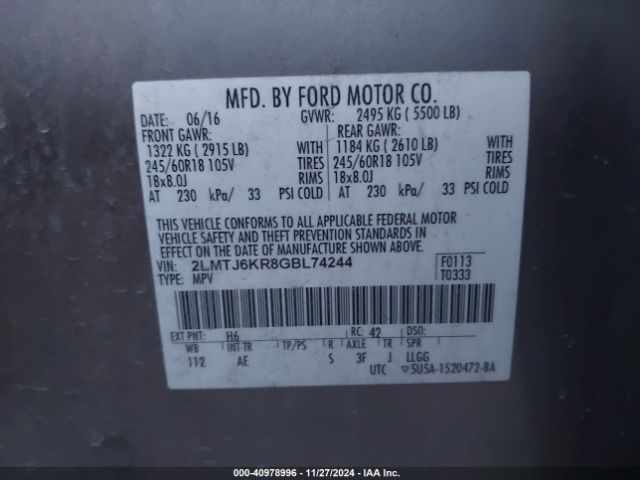 MFD. BY FORD MOTOR CO.
DATE: 06/16 GVWR: 2495 KG ( 5500 LB)
FRONT GAWR: REAR GAWR:
1322 KG ( 2915 LB) WITH 1184 KG ( 2610 LB) WITH
245/60R18 105V TIRES 245/60R18 105V TIRES
18x8.0J RIMS 18x8.0J RIMS
AT 230 kPa/ 33 PSI COLD AT 230 kPa/ 33 PSI COLD
THIS VEHICLE CONFORMS TO ALL APPLICABLE FEDERAL MOTOR
VEHICLE SAFETY AND THEFT PREVENTION STANDARDS IN
EFFECT ON THE DATE OF MANUFACTURE SHOWN ABOVE.
VIN: 2LMTJ6KR8GBL74244 F0113
TYPE: MPV T0333
EXT PNT: H6 RC: 42 DSO:
WB INT TR TP/PS R AXLE TR SPR
112 AE S 3F J LLGG
UTC ▽5U5A-1520472-BA
© - 40978996 - 11/27/2024 - IAA Inc.